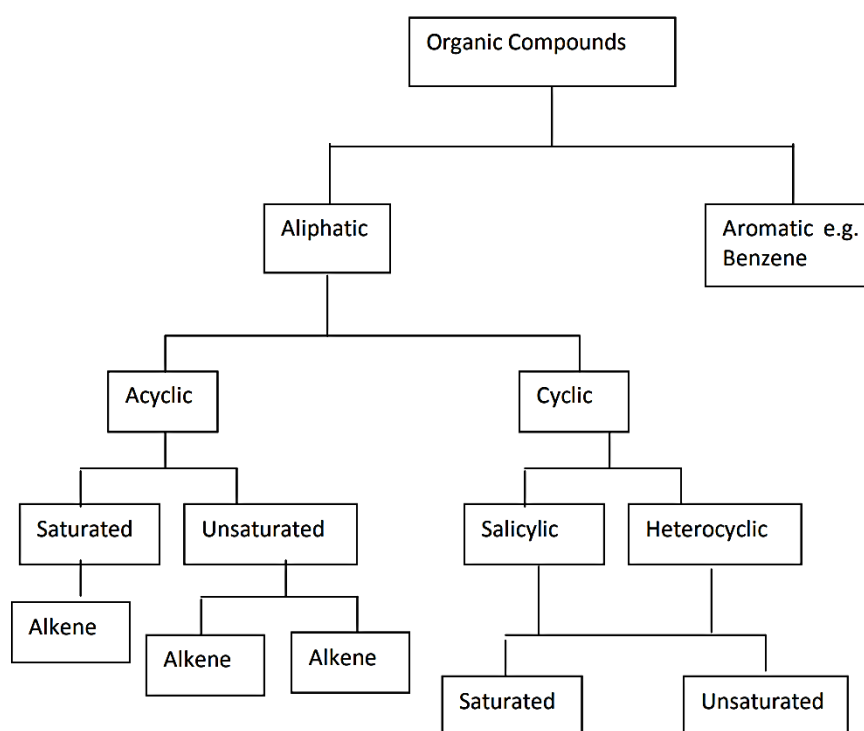 Organic Compounds
Aliphatic
Aromatic e.g.
Benzene
Acyclic
Cyclic
Saturated
Unsaturated
Salicylic
Heterocyclic
Alkene
Alkene
Alkene
Saturated
Unsaturated